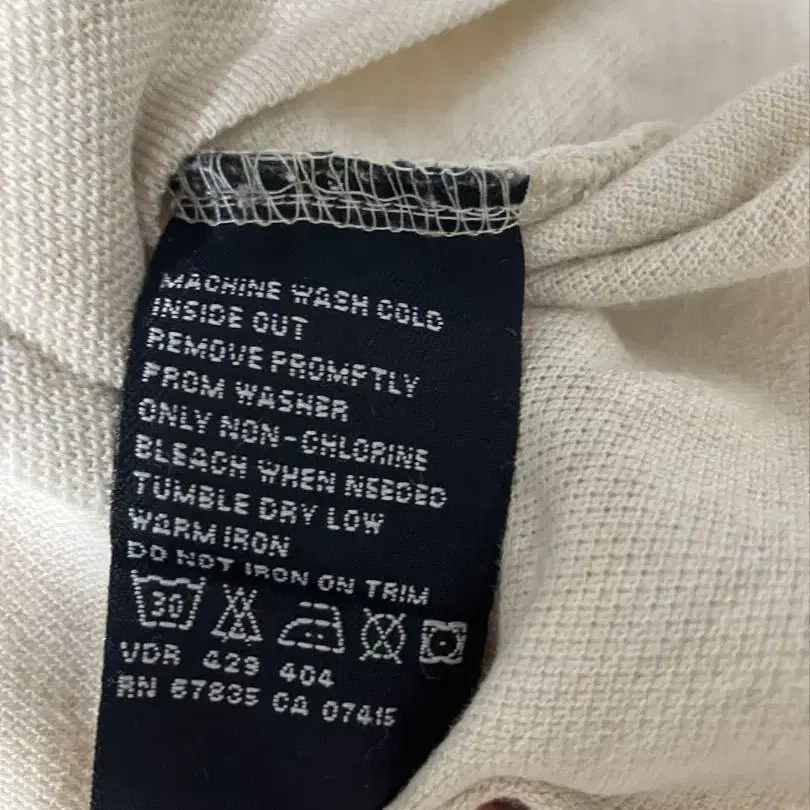 MACHINE WASH COLD
INSIDE OUT
REMOVE PROMPTLY
FROM WASHER
ONLY NON-CHLORINE
BLEACH WHEN NEEDED
TUMBLE DRY LOW
WARM IRON
DO NOT IRON ON TRIM
30
VDR 429 404
RN 67835 CA 07415